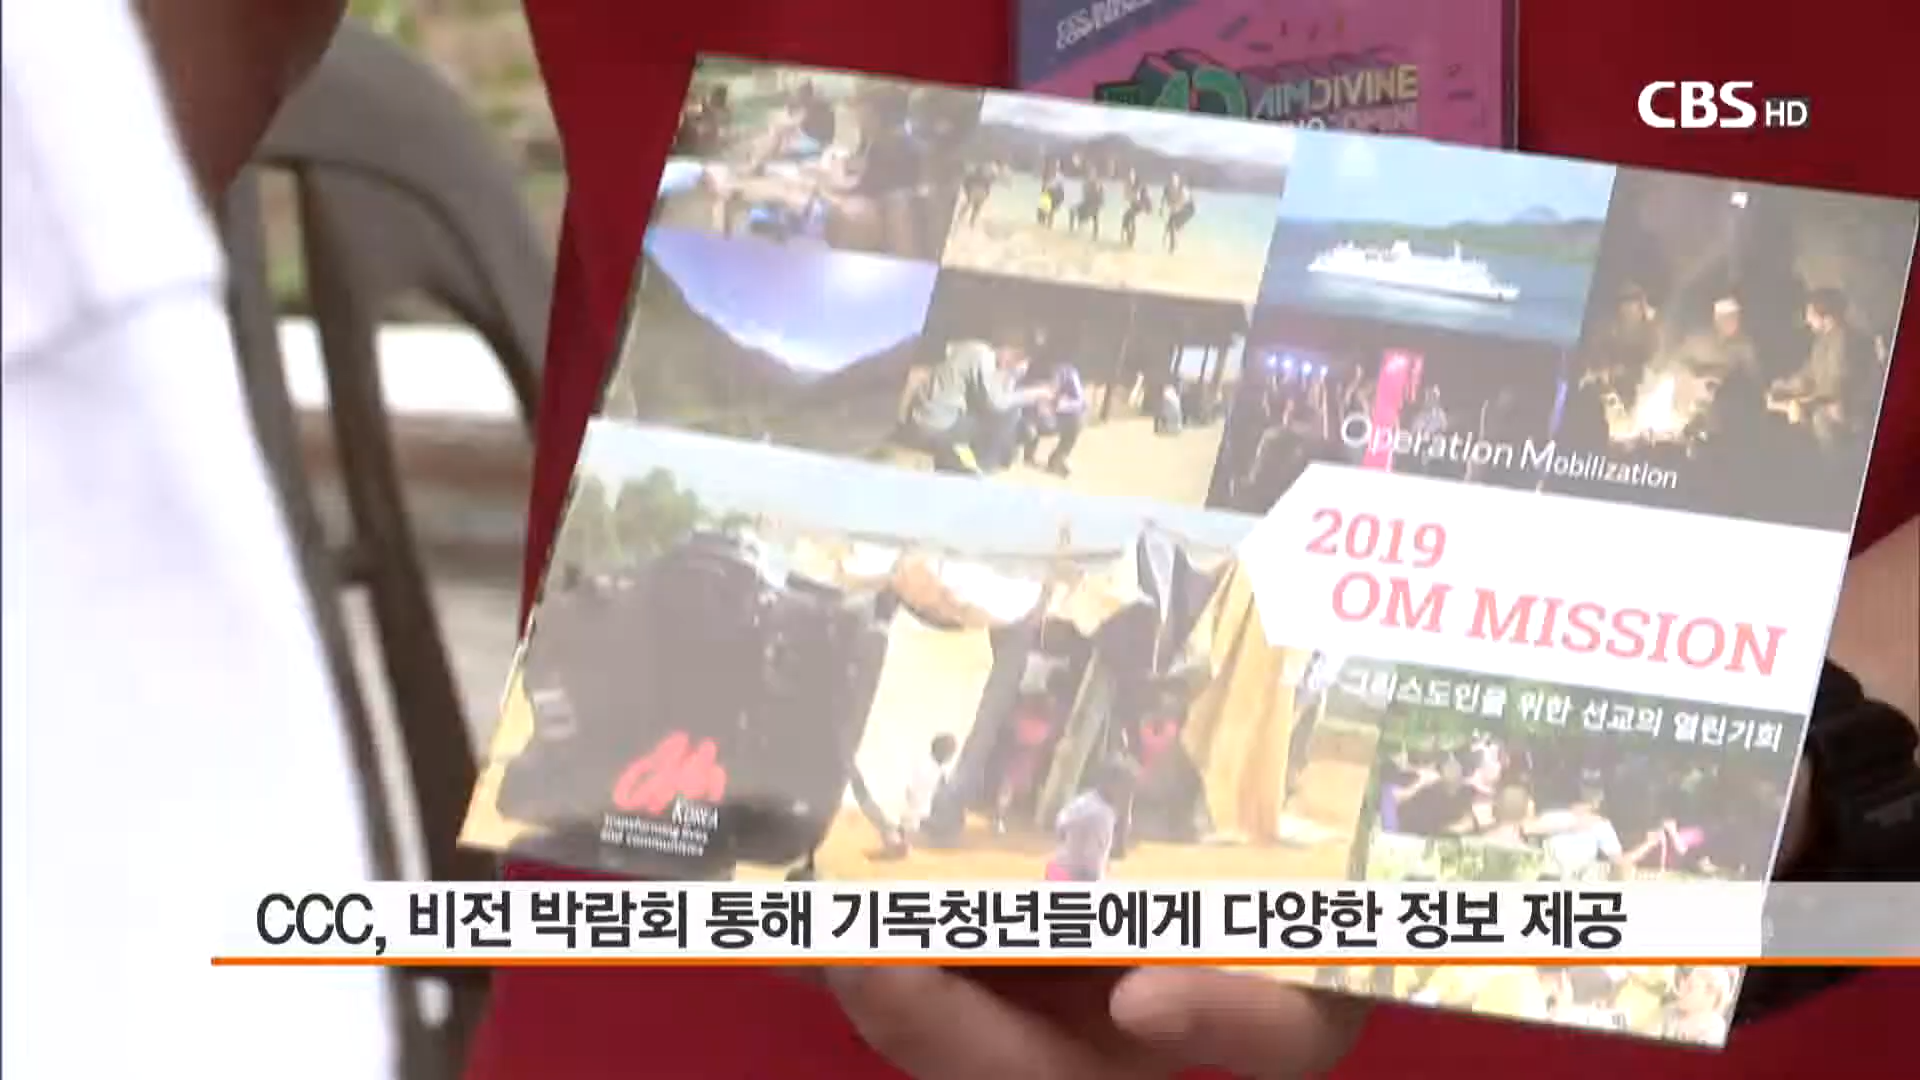 AIMDIVINE
CBS HD
Operation Mobilization
2019
OM MISSION
그리스도인을 위한 선교의 열린기회
KOREA
CCC, 비전 박람회 통해 기독청년들에게 다양한 정보 제공